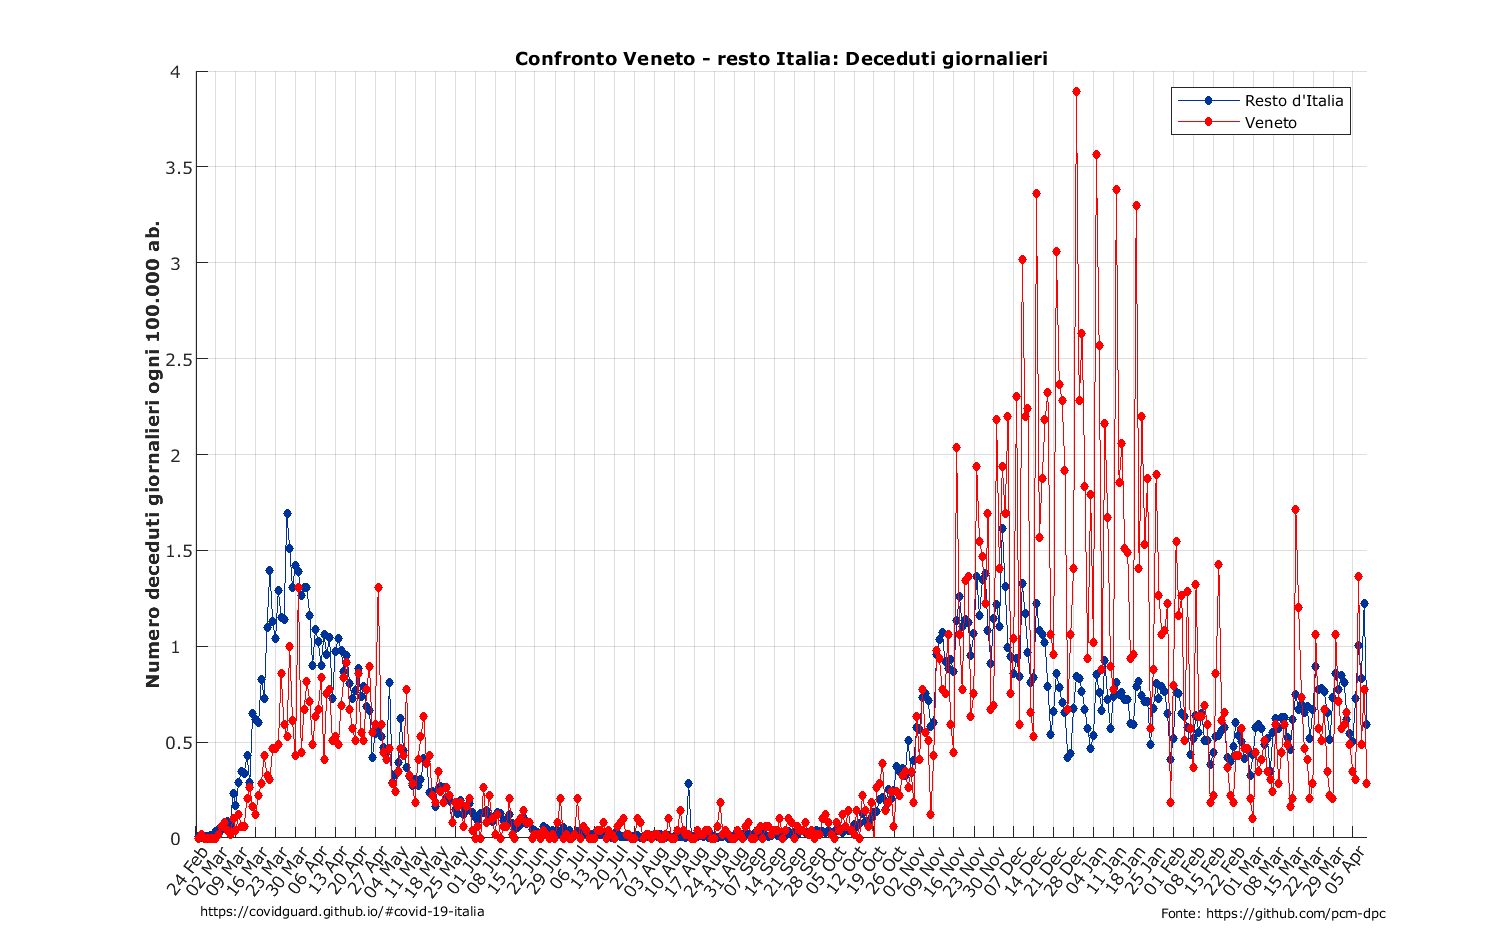 Confronto Veneto - resto Italia: Deceduti giornalieri
Numero deceduti giornalieri ogni 100.000 ab.
4
3.5
3
2.5
2
1.5
1
0.5
0
Resto d'Italia
Veneto
24 Feb
02 Mar
09 Mar
16 Mar
23 Mar
30 Mar
06 Apr
13 Apr
20 Apr
27 Apr
04 May
11 May
18 May
25 May
01 Jun
08 Jun
15 Jun
22 Jun
29 Jun
06 Jul
13 Jul
20 Jul
27 Jul
03 Aug
10 Aug
17 Aug
24 Aug
31 Aug
07 Sep
14 Sep
21 Sep
28 Sep
05 Oct
12 Oct
19 Oct
26 Oct
02 Nov
09 Nov
16 Nov
23 Nov
30 Nov
07 Dec
14 Dec
21 Dec
28 Dec
04 Jan
11 Jan
18 Jan
25 Jan
01 Feb
08 Feb
15 Feb
22 Feb
01 Mar
08 Mar
15 Mar
22 Mar
29 Mar
05 Apr
https://covidguard.github.io/#covid-19-italia
Fonte: https://github.com/pcm-dpc